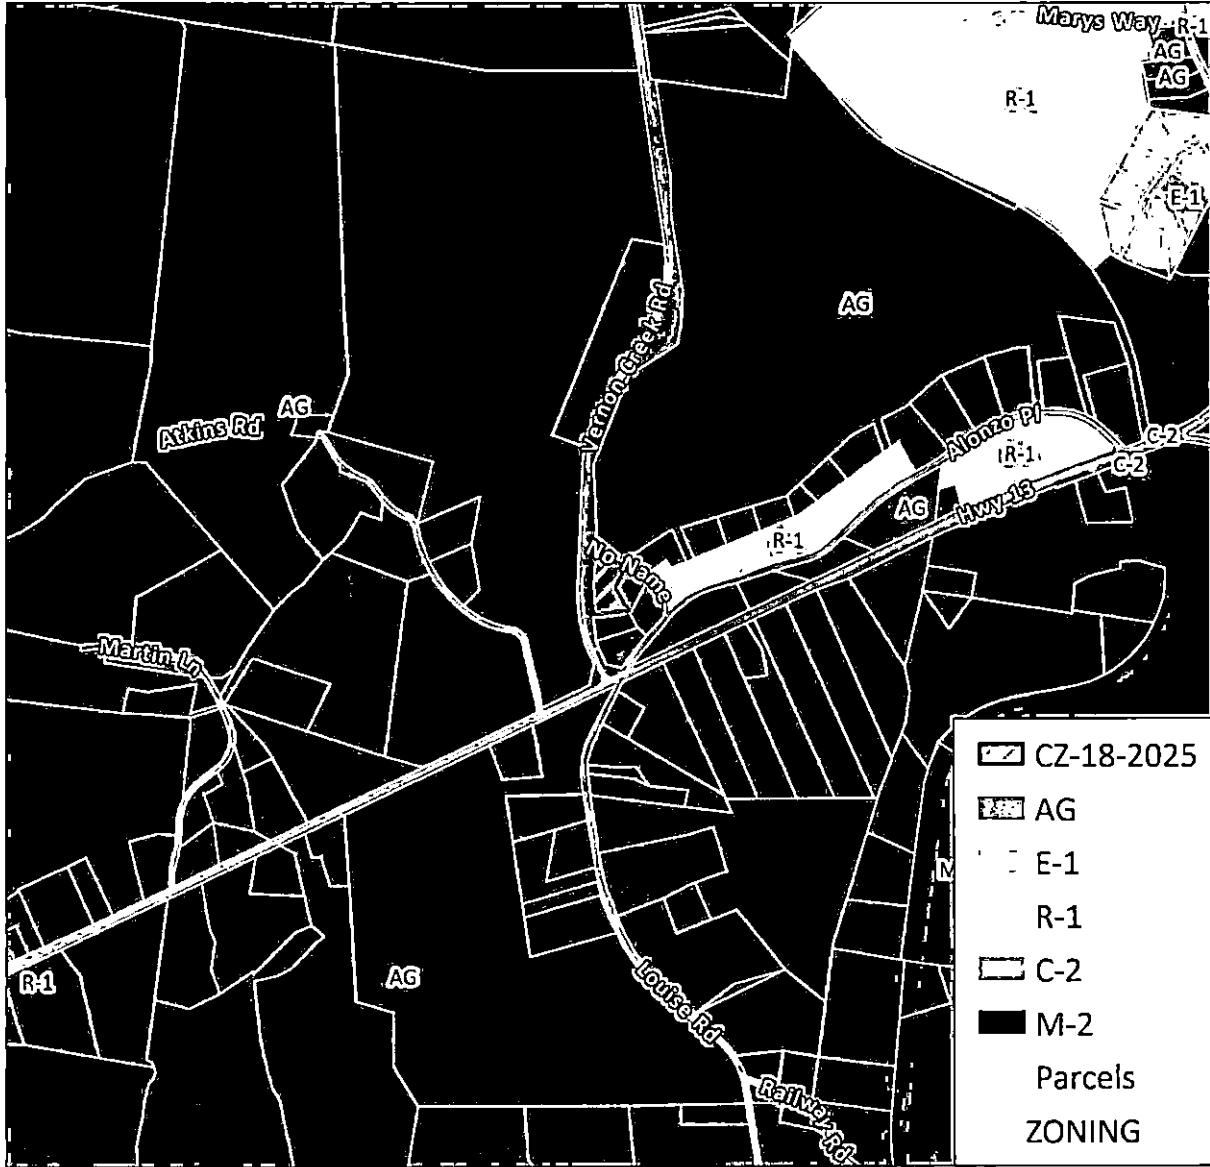 Marys Way
R-1
AG
AG
R-1
E-1
AG
Vernon Creek Rd
AG
Atkins Rd
Alonzo Pl
R-1
C-2
C-2
Hwy 13
AG
R-1
No Name
Martin Ln
CZ-18-2025
AG
E-1
R-1
C-2
M-2
Parcels
ZONING
M
R-1
AG
Louise Rd
Railway Rd